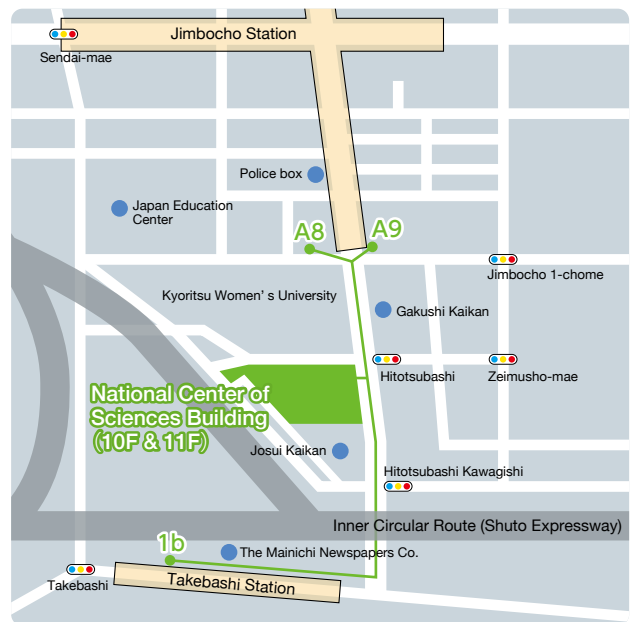 Jimbocho Station
Sendai-mae
Police box
Japan Education
Center
A8
A9
Jimbocho 1-chome
Kyoritsu Women' s University
Gakushi Kaikan
Hitotsubashi
Zeimusho-mae
National Center of
Sciences Building
(10F & 11F)
Josui Kaikan
Hitotsubashi Kawagishi
Inner Circular Route (Shuto Expressway)
1b
The Mainichi Newspapers Co.
Takebashi
Takebashi Station